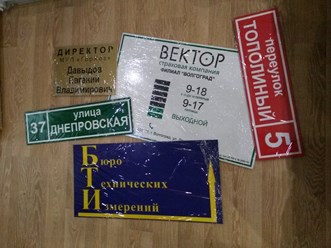 ДИРЕКТОР
Давыдов
Евгений
Владимирович
ВЕКТОР
страховая компания
ФИЛИАЛ "ВОЛГОГРАД"
9-18
9-17
ВЫХОДНОЙ
переулок
ТОПОЛИНЫЙ
5
улица
37 ДНЕПРОВСКАЯ
Бюро
Технических
Измерений